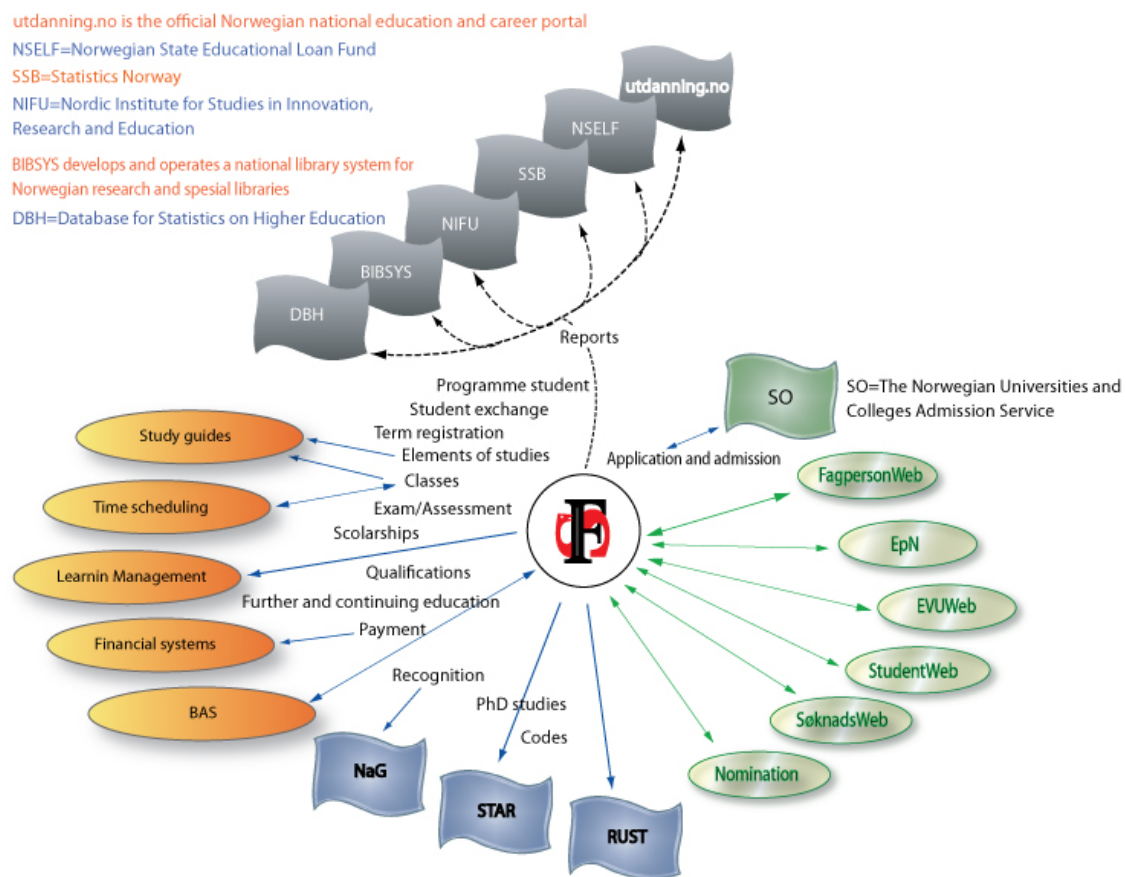 utdanning.no is the official Norwegian national education and career portal
NSELF=Norwegian State Educational Loan Fund
SSB=Statistics Norway
NIFU=Nordic Institute for Studies in Innovation,
Research and Education
BIBSYS develops and operates a national library system for
Norwegian research and spesial libraries
DBH=Database for Statistics on Higher Education
utdanning.no
NSELF
SSB
NIFU
BIBSYS
DBH
Reports
Programme student
Student exchange
Term registration
Elements of studies
Classes
Exam/Assessment
Scolarships
Qualifications
Further and continuing education
Payment
Recognition
PhD studies
Codes
Study guides
Time scheduling
Learnin Management
Financial systems
BAS
F
SO
SO=The Norwegian Universities and
Colleges Admission Service
Application and admission
FagpersonWeb
EpN
EVUWeb
StudentWeb
SøknadsWeb
Nomination
NaG
STAR
RUST